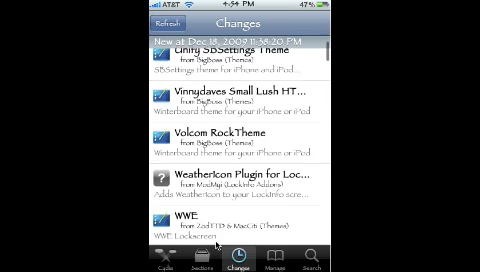 AT&T 4:54 PM 47%
Refresh Changes
New at Dec 18, 2009 11:38:20 PM
Unify SBSettings Theme
from BigBoss (Themes)
SBSettings theme for iPhone and iPod...
Vinnydaves Small Lush HT...
from BigBoss (Themes)
Winterboard theme for your iPhone or iPod
Volcom RockTheme
from BigBoss (Themes)
Winterboard theme for your iPhone or iPod
WeatherIcon Plugin for Loc...
from ModMyi (LockInfo Addons)
Adds WeatherIcon to your LockInfo scre...
WWE
from ZodTTD & MacCiti (Themes)
WWE Lockscreen
Cydia Sections Changes Manage Search